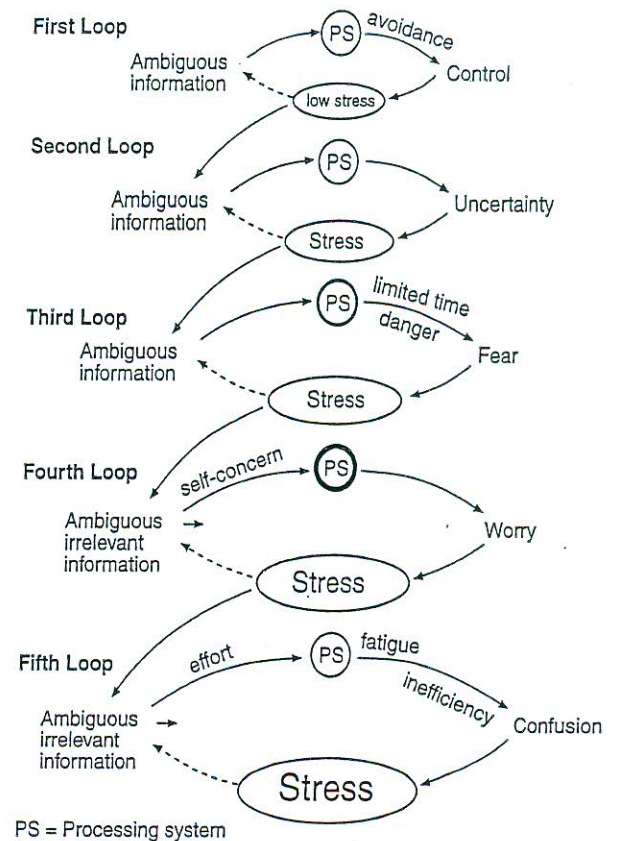 First Loop
PS
avoidance
Ambiguous
information
Control
low stress
Second Loop
PS
Ambiguous
information
Uncertainty
Stress
Third Loop
PS
limited time
danger
Ambiguous
information
Fear
Stress
Fourth Loop
self-concern
PS
Ambiguous
irrelevant
information
Worry
Stress
Fifth Loop
effort
PS
fatigue
inefficiency
Ambiguous
irrelevant
information
Confusion
Stress
PS = Processing system